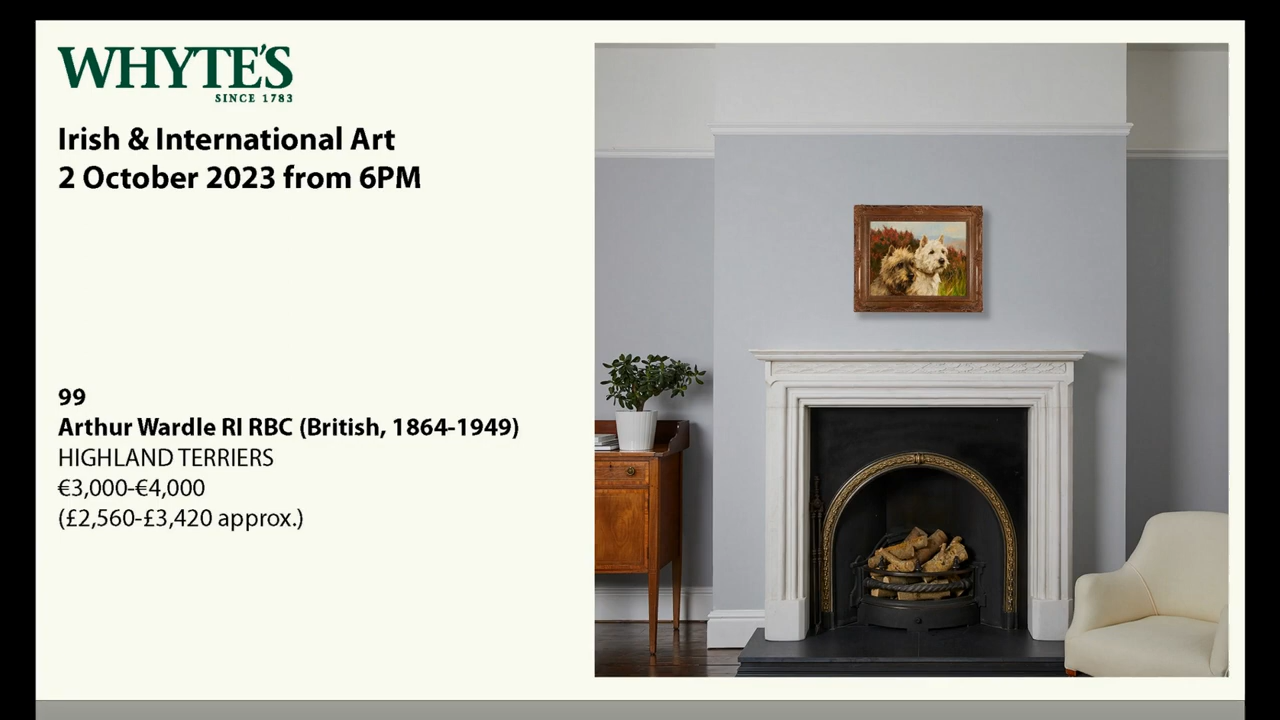 WHYTE'S
SINCE 1783
Irish & International Art
2 October 2023 from 6PM
99
Arthur Wardle RI RBC (British, 1864-1949)
HIGHLAND TERRIERS
€3,000-€4,000
(£2,560-£3,420 approx.)